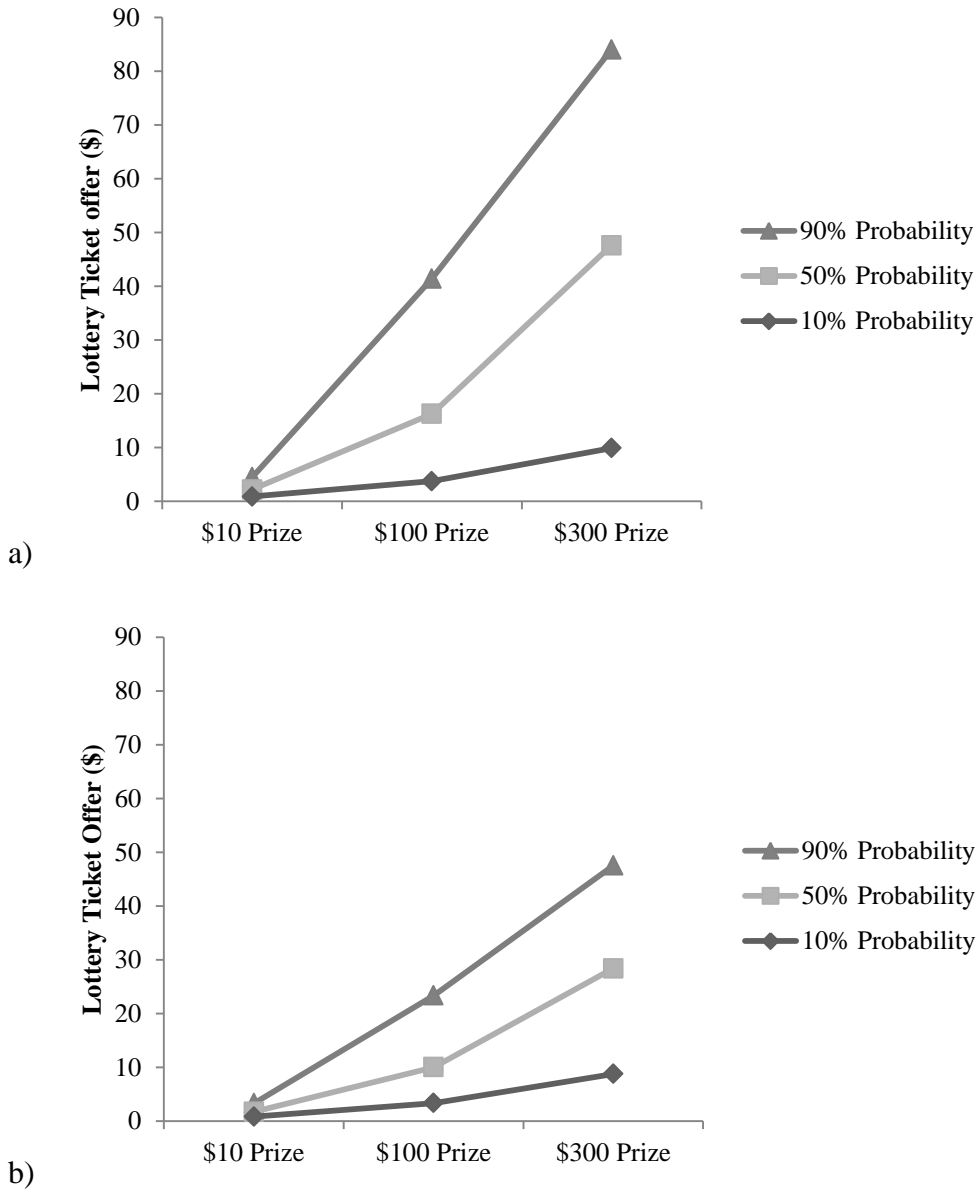 90
80
70
60
50
40
30
20
10
0
Lottery Ticket offer ($)
$10 Prize $100 Prize $300 Prize
90% Probability
50% Probability
10% Probability
a)
90
80
70
60
50
40
30
20
10
0
Lottery Ticket Offer ($)
$10 Prize $100 Prize $300 Prize
90% Probability
50% Probability
10% Probability
b)